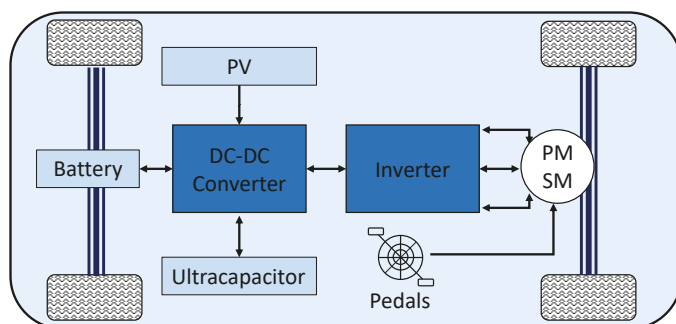 PV
Battery
DC-DC
Converter
Inverter
PM
SM
Ultracapacitor
Pedals